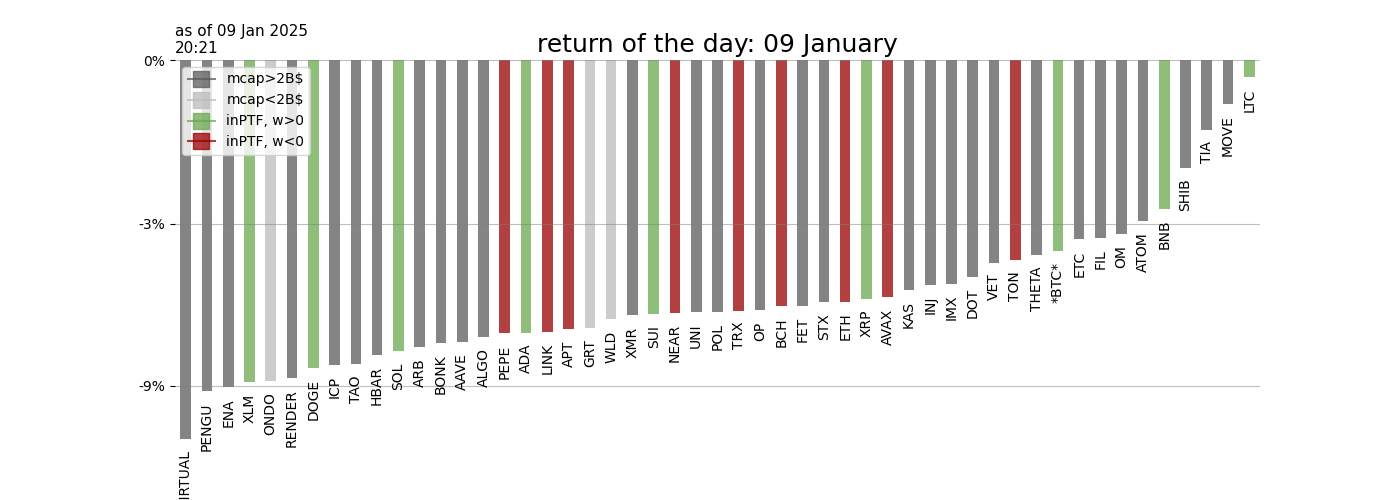 as of 09 Jan 2025
20:21
return of the day: 09 January
0%
-3%
-9%
mcap>2B$
mcap<2B$
inPTF, w>0
inPTF, w<0
IRTUAL
PENGU
ENA
XLM
ONDO
RENDER
DOGE
ICP
TAO
HBAR
SOL
ARB
BONK
AAVE
ALGO
PEPE
ADA
LINK
APT
GRT
WLD
XMR
SUI
NEAR
UNI
POL
TRX
OP
BCH
FET
STX
ETH
XRP
AVAX
KAS
INJ
IMX
DOT
VET
TON
THETA
*BTC*
ETC
FIL
OM
ATOM
BNB
SHIB
TIA
MOVE
LTC